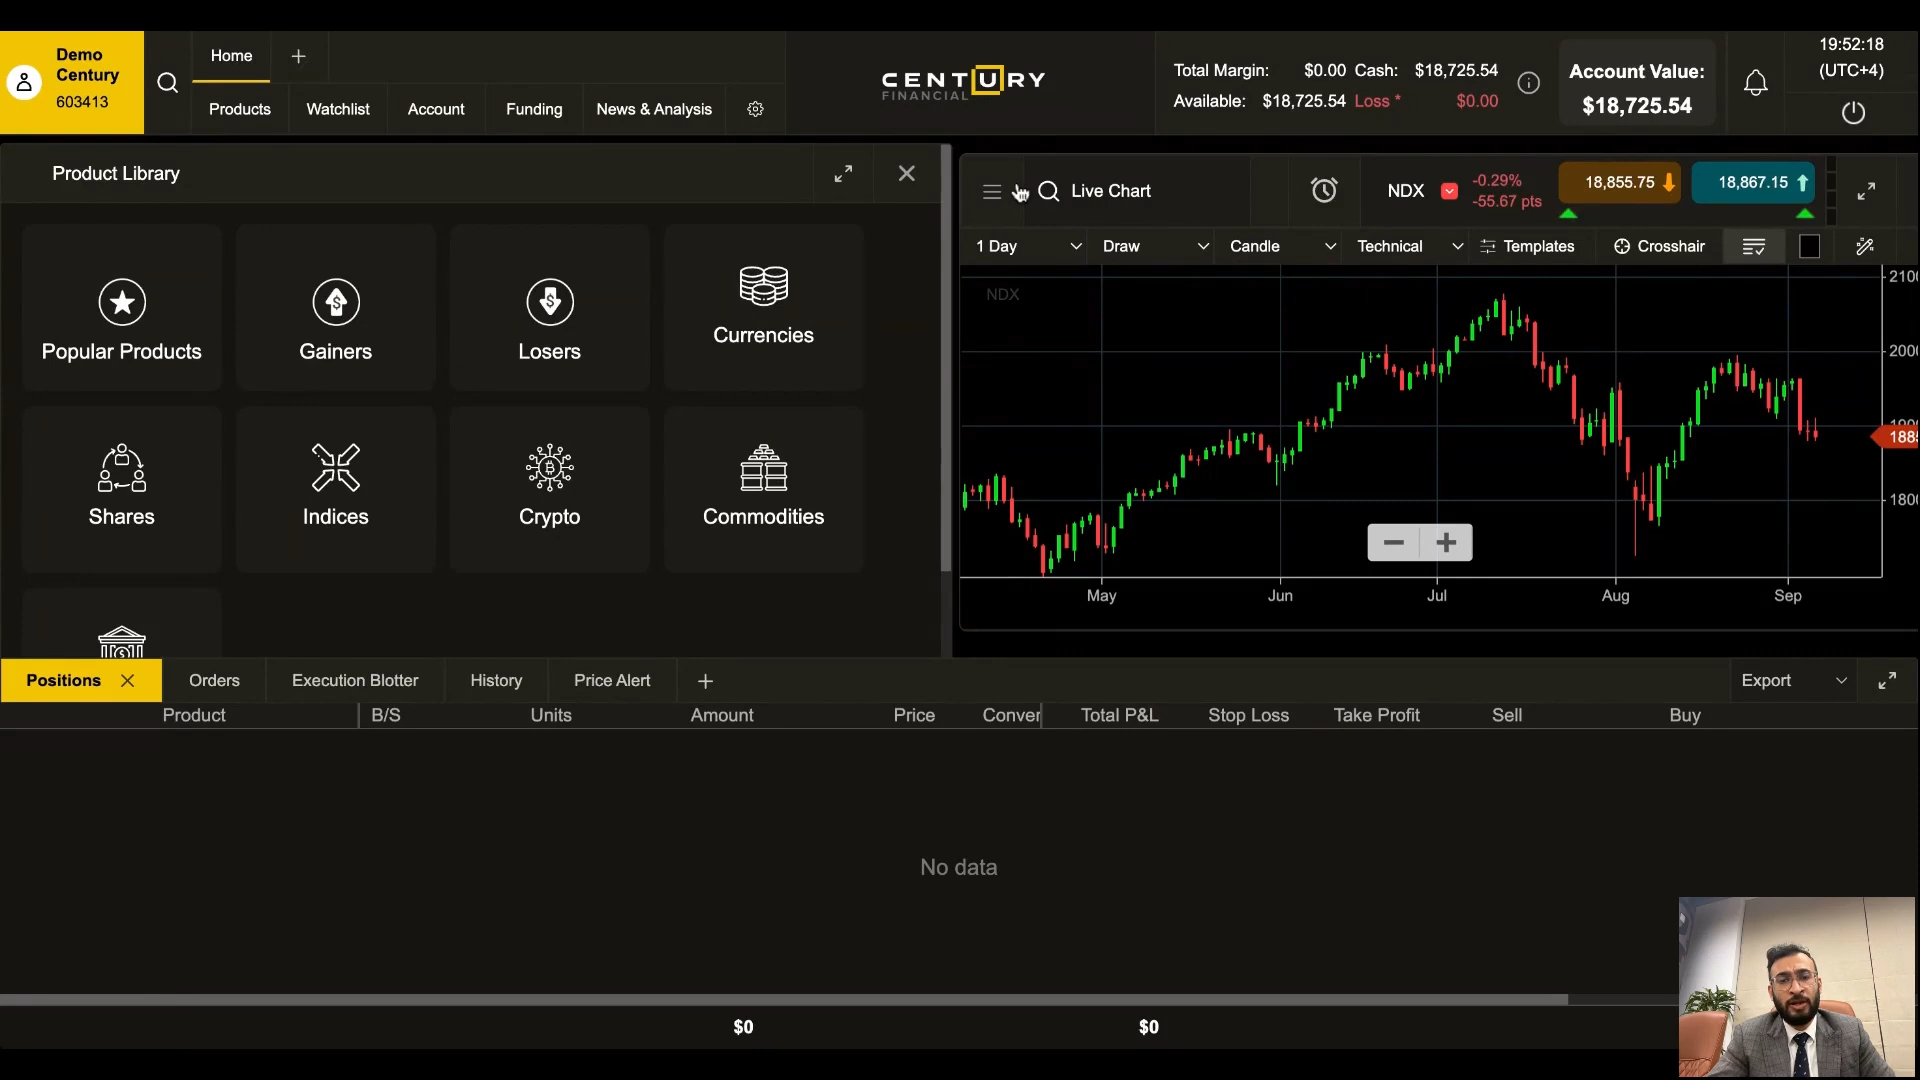 Demo
Century
603413
Home
Products
Watchlist
Account
Funding
News & Analysis
CENTURY
FINANCIAL
Total Margin: $0.00 Cash: $18,725.54
Available: $18,725.54 Loss * $0.00
Account Value:
$18,725.54
19:52:18
(UTC+4)
Product Library
Popular Products
Gainers
Losers
Currencies
Shares
Indices
Crypto
Commodities
Live Chart
NDX
-0.29%
-55.67 pts
18,855.75
18,867.15
1 Day
Draw
Candle
Technical
Templates
Crosshair
NDX
2100
2000
1900
1885
1800
May
Jun
Jul
Aug
Sep
Positions
Orders
Execution Blotter
History
Price Alert
Export
Product
B/S
Units
Amount
Price
Conver
Total P&L
Stop Loss
Take Profit
Sell
Buy
No data
$0
$0